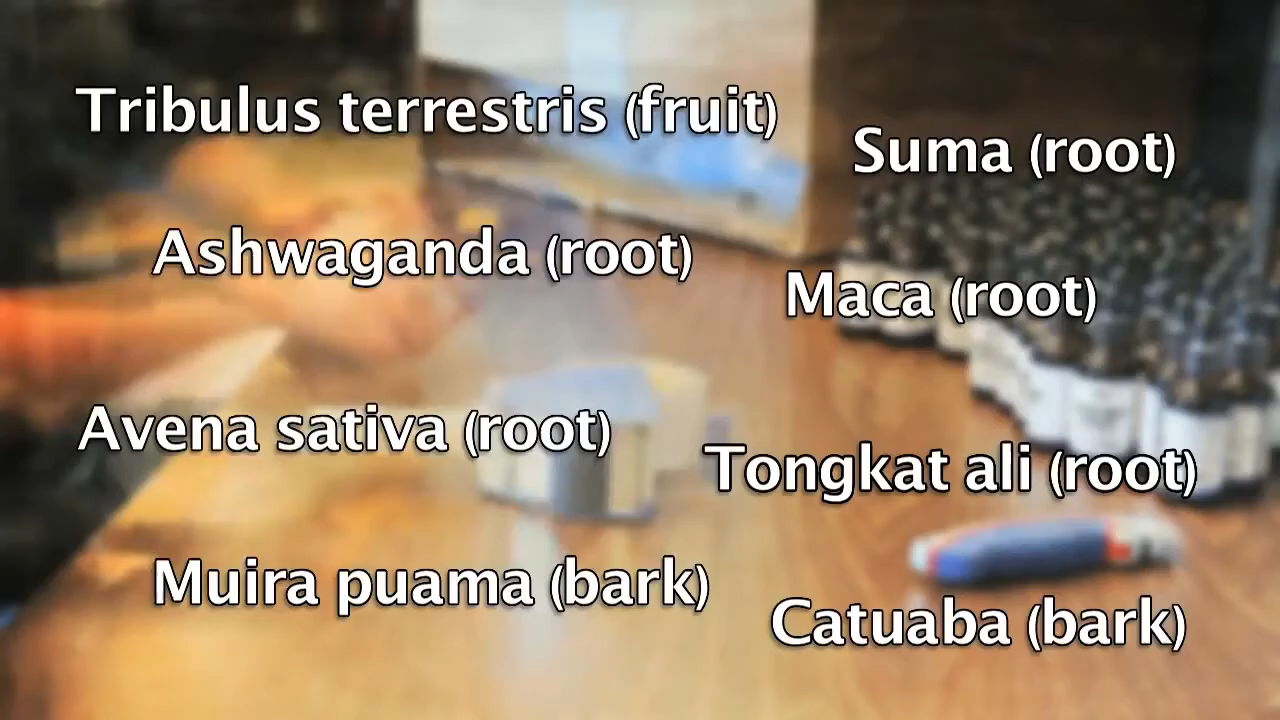 Tribulus terrestris (fruit)
Suma (root)
Ashwaganda (root)
Maca (root)
Avena sativa (root)
Tongkat ali (root)
Muira puama (bark)
Catuaba (bark)